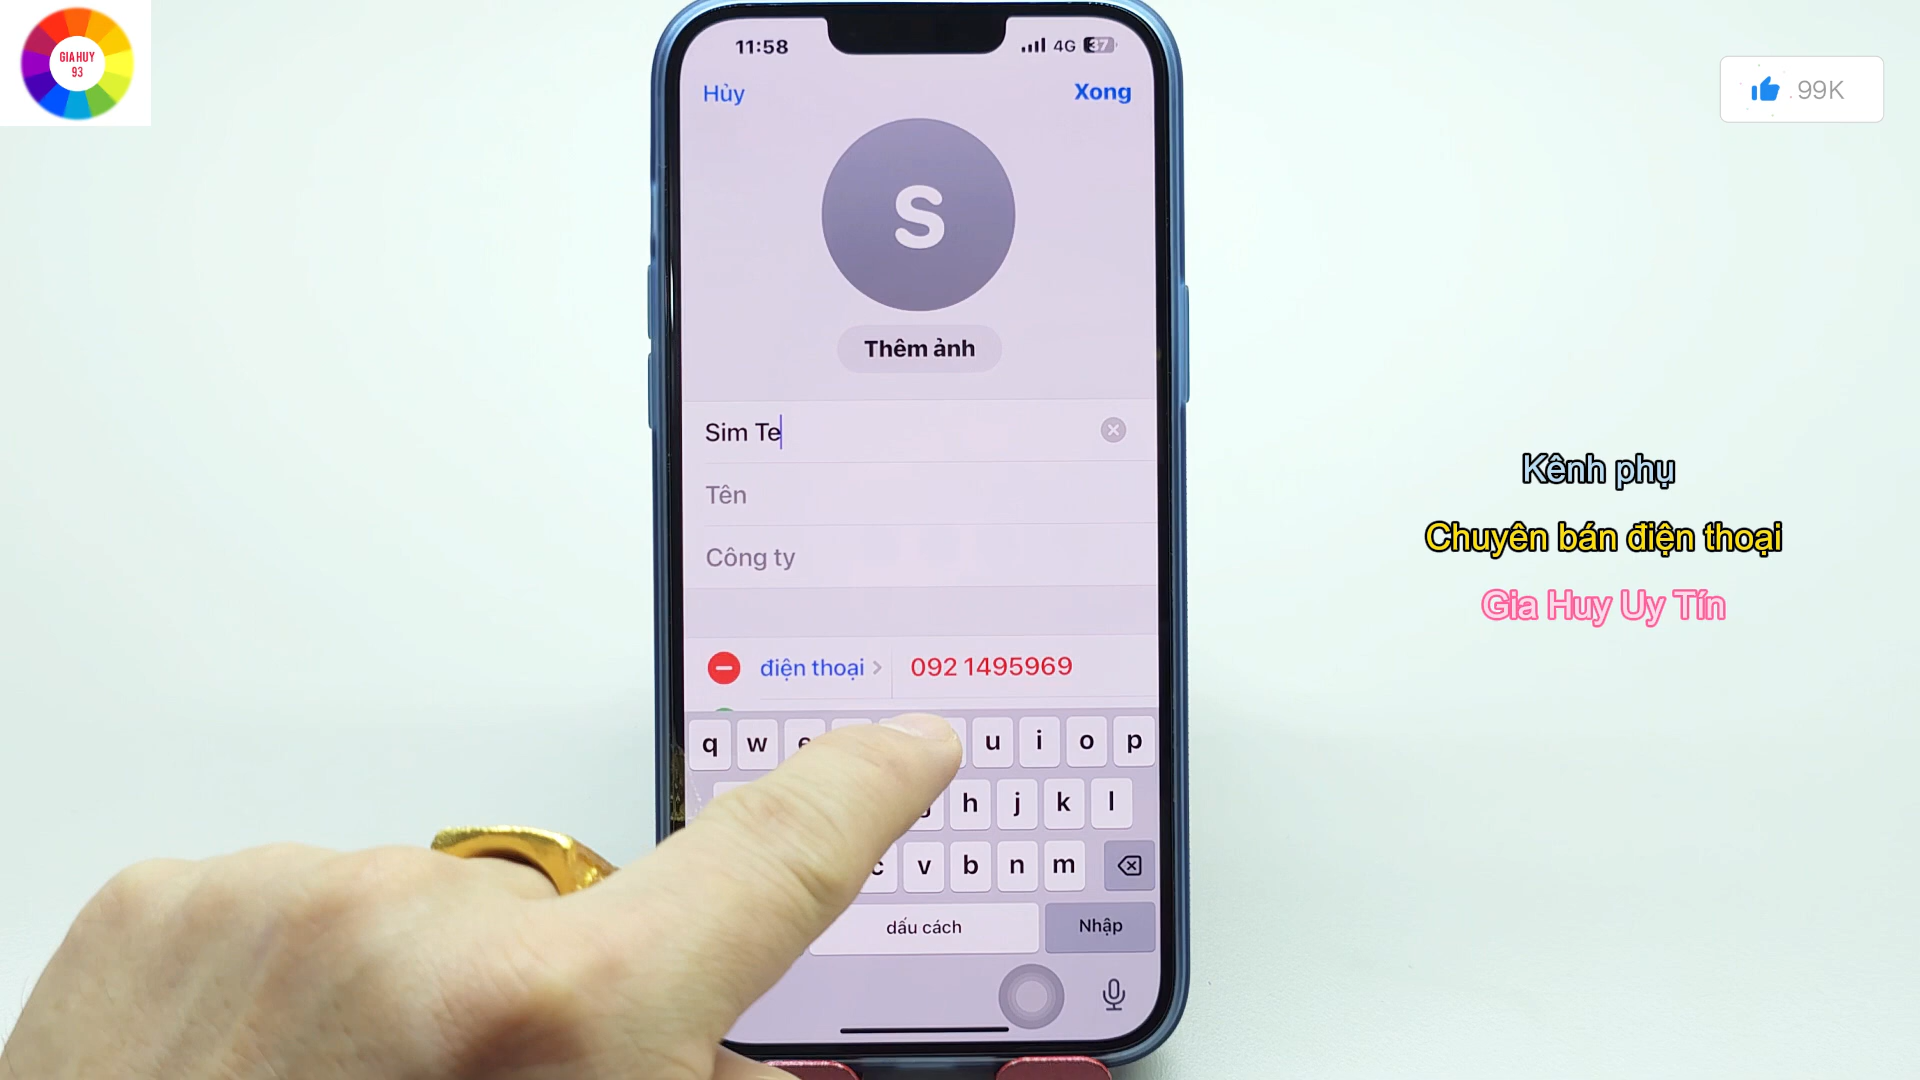 GIA HUY
93
11:58
4G
37
Hủy
Xong
S
Thêm ảnh
Sim Te
Tên
Công ty
điện thoại
092 1495969
q w e u i o p
h j k l
c v b n m
dấu cách
Nhập
99K
Kênh phụ
Chuyên bán điện thoại
Gia Huy Uy Tín